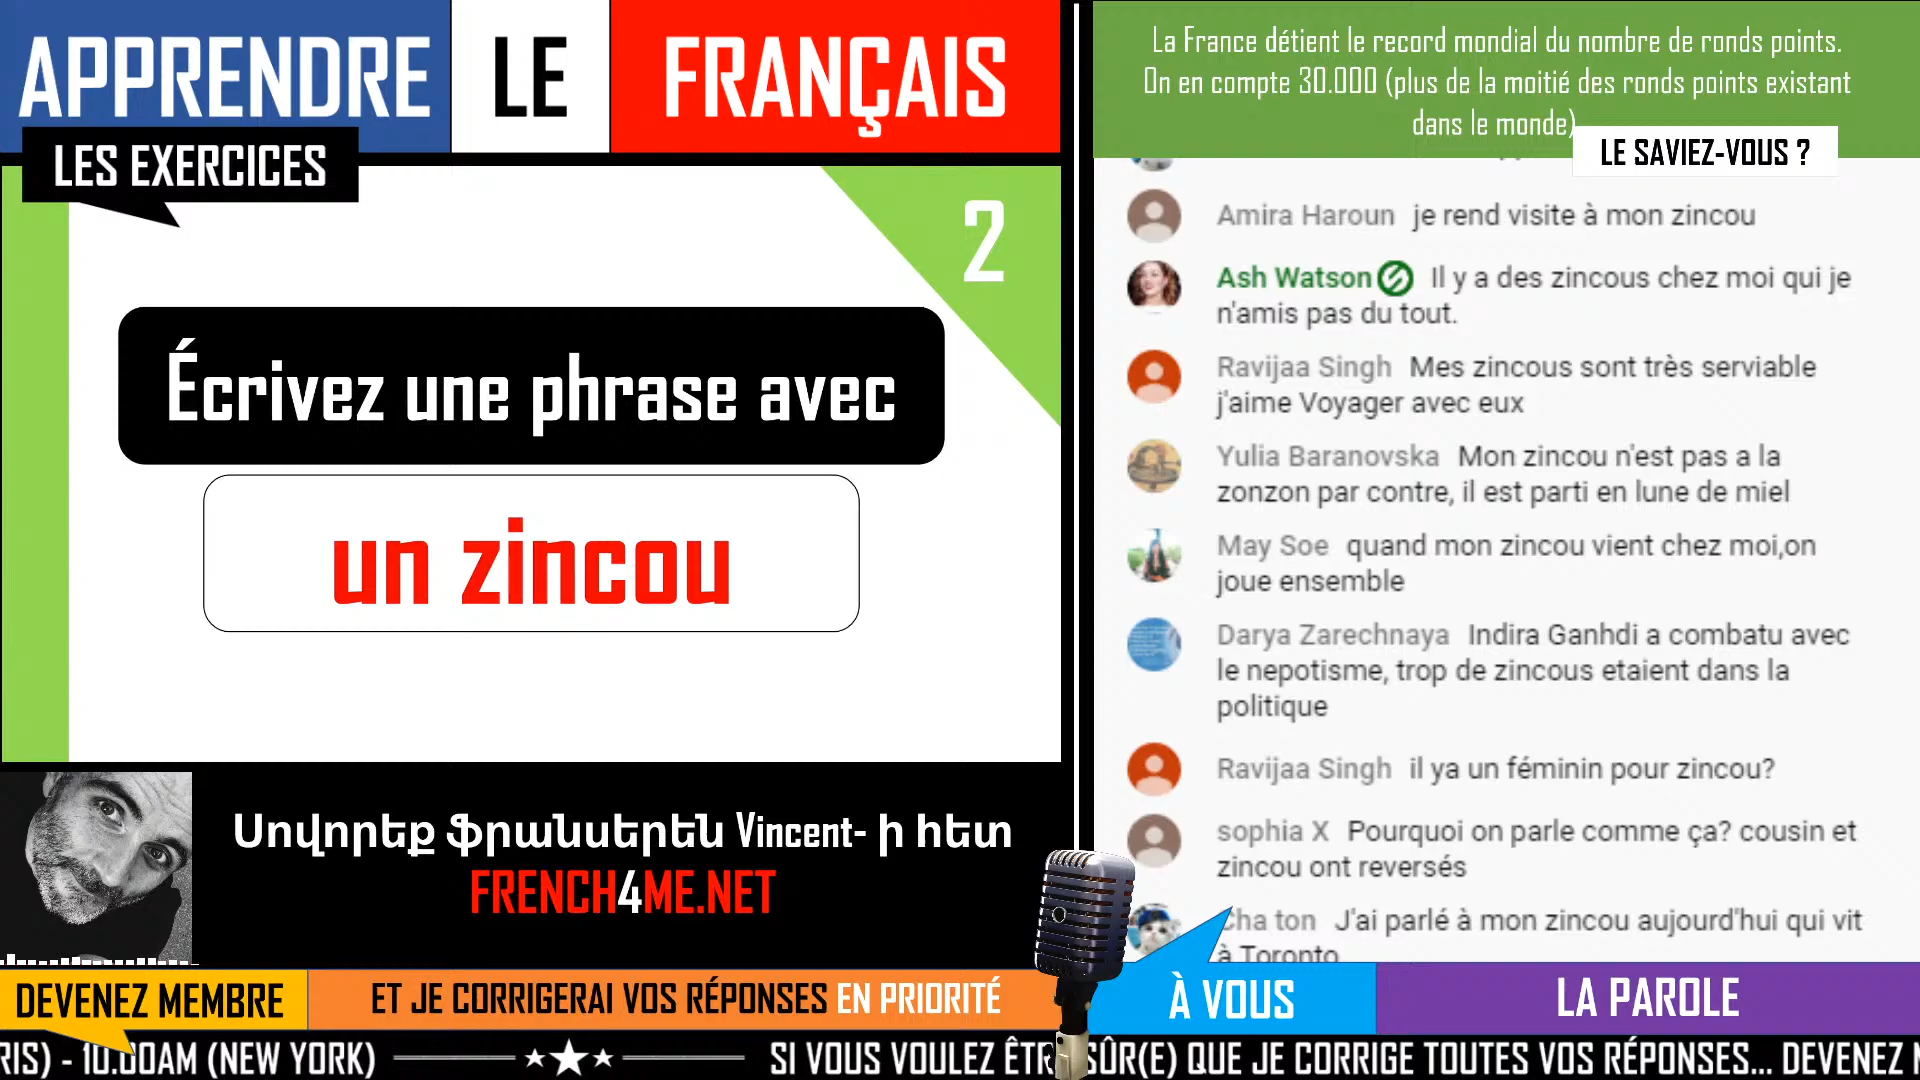 APPRENDRE LE FRANÇAIS
LES EXERCICES
2
Écrivez une phrase avec
un zincou
Սովորեք ֆրանսերեն Vincent- ի հետ
FRENCH4ME.NET
DEVENEZ MEMBRE
ET JE CORRIGERAI VOS RÉPONSES EN PRIORITÉ
La France détient le record mondial du nombre de ronds points.
On en compte 30.000 (plus de la moitié des ronds points existant
dans le monde)
LE SAVIEZ-VOUS ?
Amira Haroun je rend visite à mon zincou
Ash Watson Il y a des zincous chez moi qui je
n'amis pas du tout.
Ravijaa Singh Mes zincous sont très serviable
j'aime Voyager avec eux
Yulia Baranovska Mon zincou n'est pas a la
zonzon par contre, il est parti en lune de miel
May Soe quand mon zincou vient chez moi,on
joue ensemble
Darya Zarechnaya Indira Ganhdi a combatu avec
le nepotisme, trop de zincous etaient dans la
politique
Ravijaa Singh il ya un féminin pour zincou?
sophia X Pourquoi on parle comme ça? cousin et
zincou ont reversés
Cha ton J'ai parlé à mon zincou aujourd'hui qui vit
à Toronto
À VOUS
LA PAROLE
RIS) - 10.00AM (NEW YORK) SI VOUS VOULEZ ÊTR SÛR(E) QUE JE CORRIGE TOUTES VOS RÉPONSES... DEVENEZ